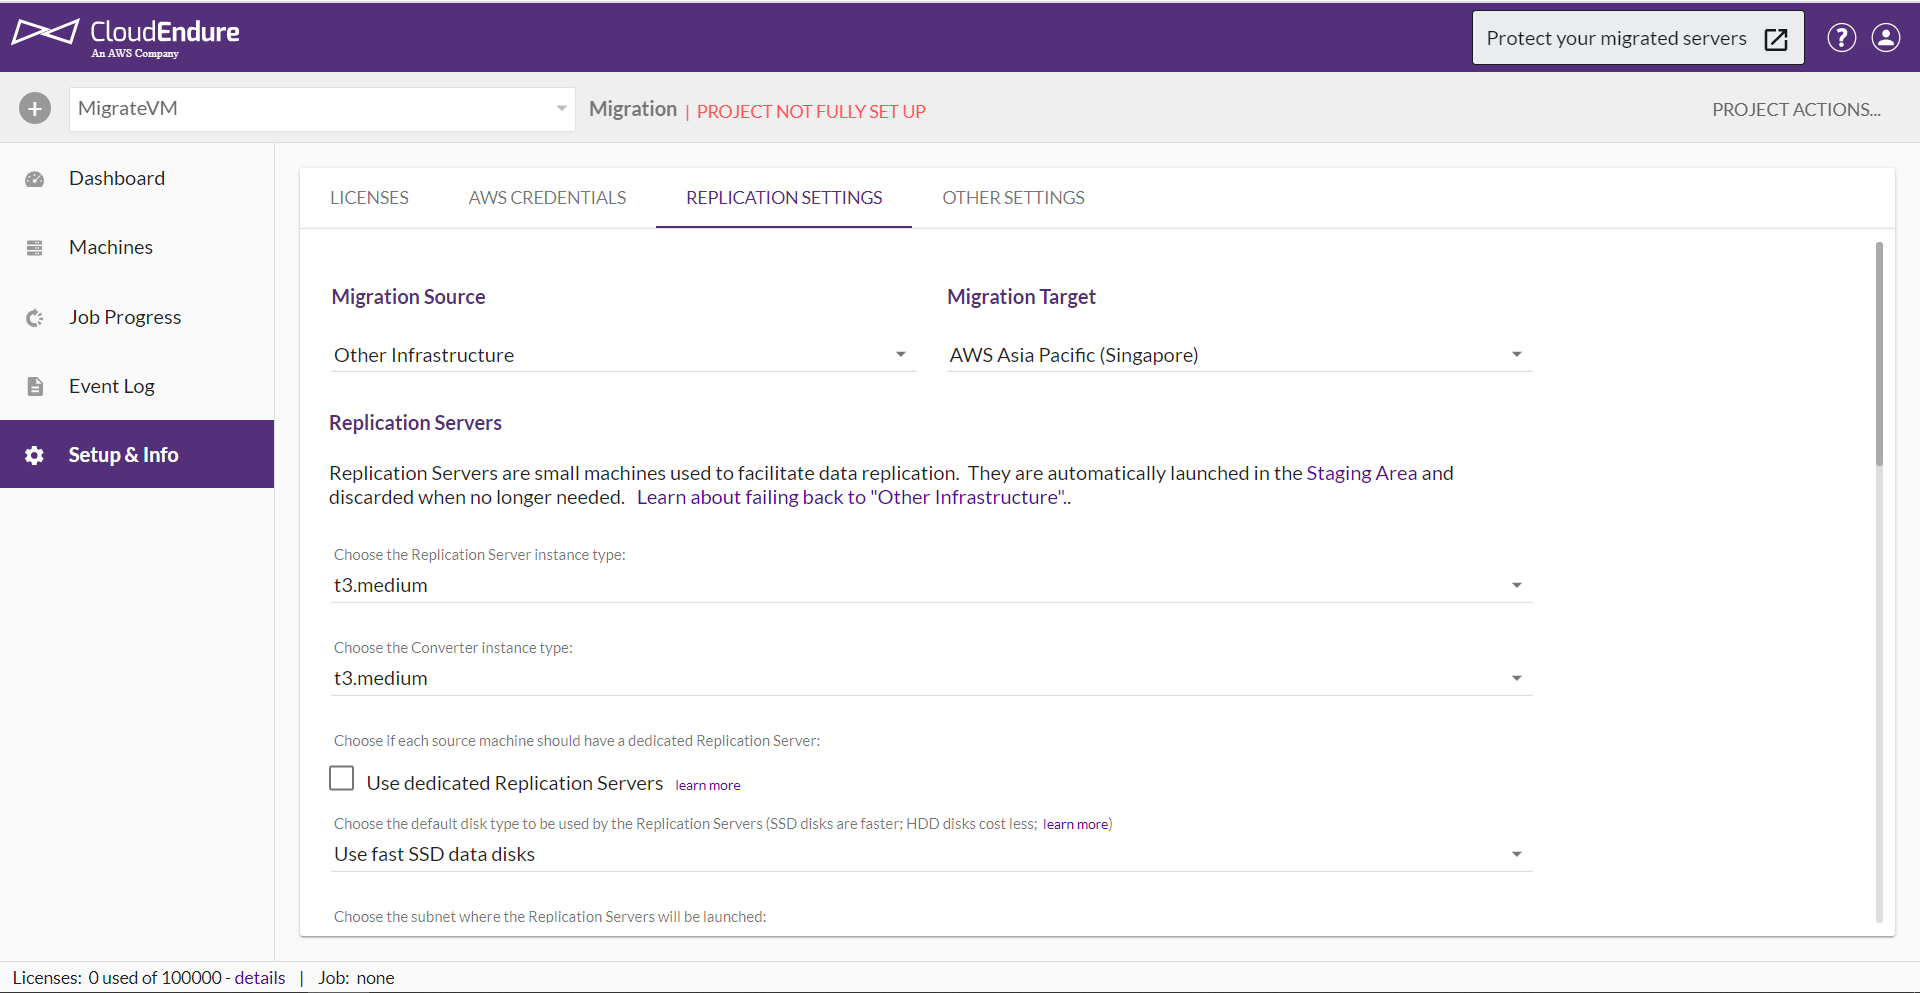 CloudEndure
An AWS Company
Protect your migrated servers
?
+
MigrateVM
Migration | PROJECT NOT FULLY SET UP
PROJECT ACTIONS...
Dashboard
Machines
Job Progress
Event Log
Setup & Info
LICENSES
AWS CREDENTIALS
REPLICATION SETTINGS
OTHER SETTINGS
Migration Source
Migration Target
Other Infrastructure
AWS Asia Pacific (Singapore)
Replication Servers
Replication Servers are small machines used to facilitate data replication. They are automatically launched in the Staging Area and
discarded when no longer needed. Learn about failing back to "Other Infrastructure"..
Choose the Replication Server instance type:
t3.medium
Choose the Converter instance type:
t3.medium
Choose if each source machine should have a dedicated Replication Server:
Use dedicated Replication Servers learn more
Choose the default disk type to be used by the Replication Servers (SSD disks are faster; HDD disks cost less; learn more)
Use fast SSD data disks
Choose the subnet where the Replication Servers will be launched:
Licenses: 0 used of 100000 - details | Job: none